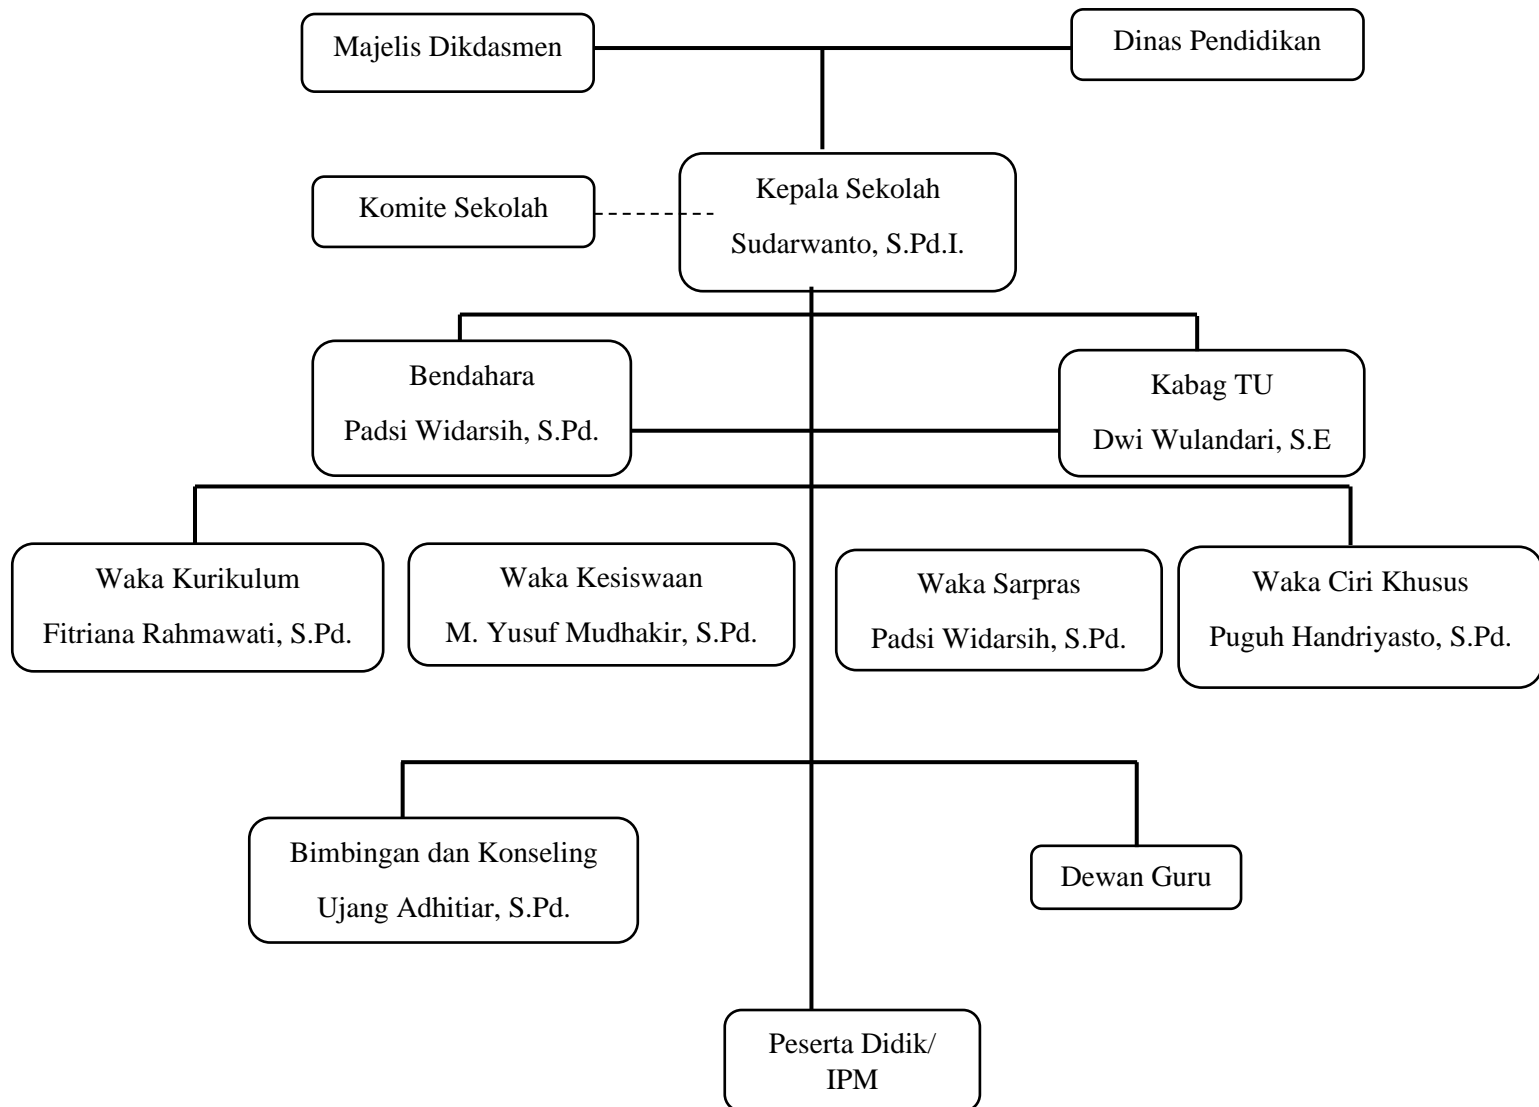 Majelis Dikdasmen
Dinas Pendidikan
Komite Sekolah
Kepala Sekolah
Sudarwanto, S.Pd.I.
Bendahara
Padsi Widarsih, S.Pd.
Kabag TU
Dwi Wulandari, S.E
Waka Kurikulum
Fitriana Rahmawati, S.Pd.
Waka Kesiswaan
M. Yusuf Mudhakir, S.Pd.
Waka Sarpras
Padsi Widarsih, S.Pd.
Waka Ciri Khusus
Puguh Handriyasto, S.Pd.
Bimbingan dan Konseling
Ujang Adhitiar, S.Pd.
Dewan Guru
Peserta Didik/
IPM